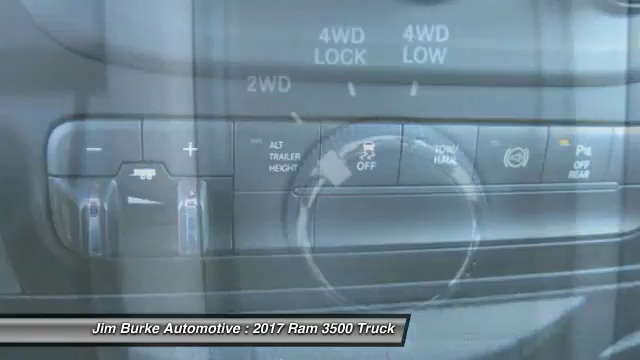 4WD LOCK
4WD LOW
2WD
− +
ALT TRAILER HEIGHT
OFF
TOW/ HAUL
P OFF REAR
Jim Burke Automotive : 2017 Ram 3500 Truck